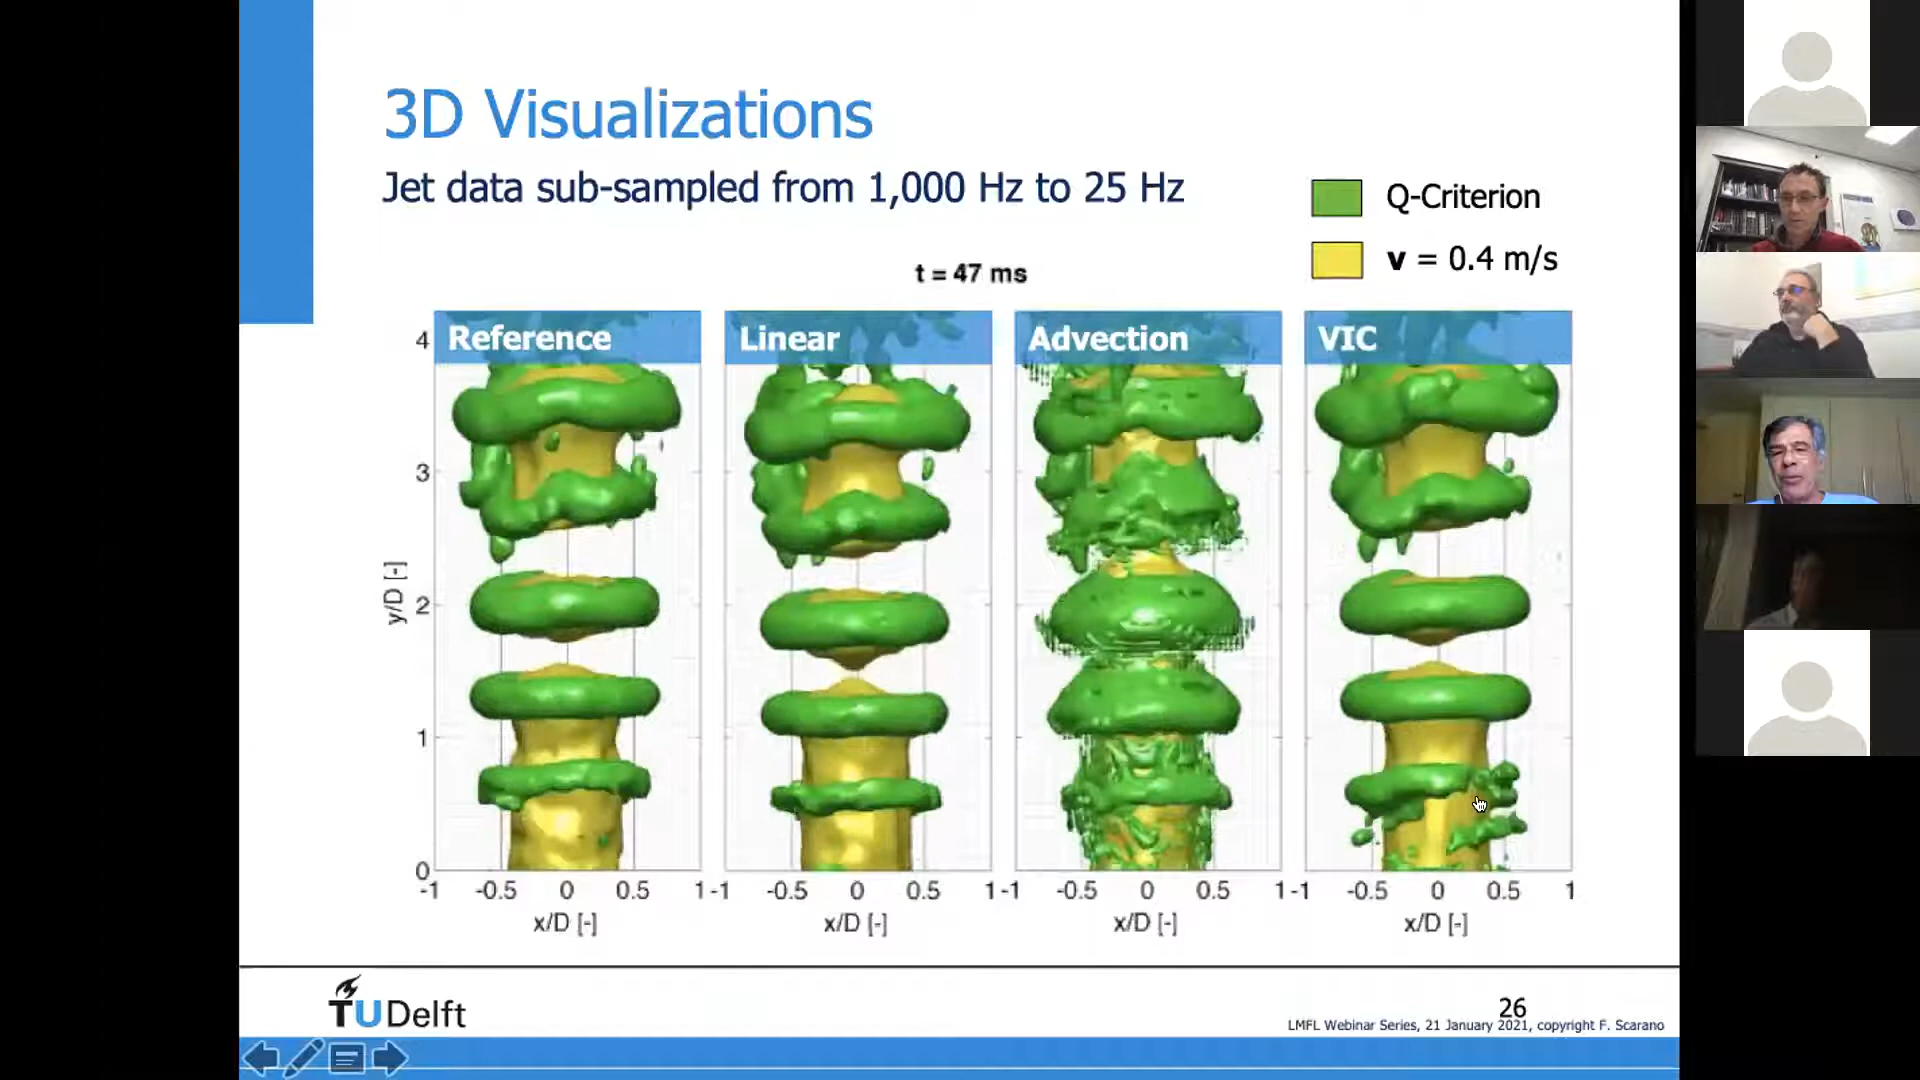 3D Visualizations
Jet data sub-sampled from 1,000 Hz to 25 Hz
Q-Criterion
v = 0.4 m/s
t = 47 ms
Reference
Linear
Advection
VIC
4
3
2
1
0
y/D [-]
-1 -0.5 0 0.5 1
-1 -0.5 0 0.5 1
-1 -0.5 0 0.5 1
-1 -0.5 0 0.5 1
x/D [-]
x/D [-]
x/D [-]
x/D [-]
TUDelft
26
LMFL Webinar Series, 21 January 2021, copyright F. Scarano